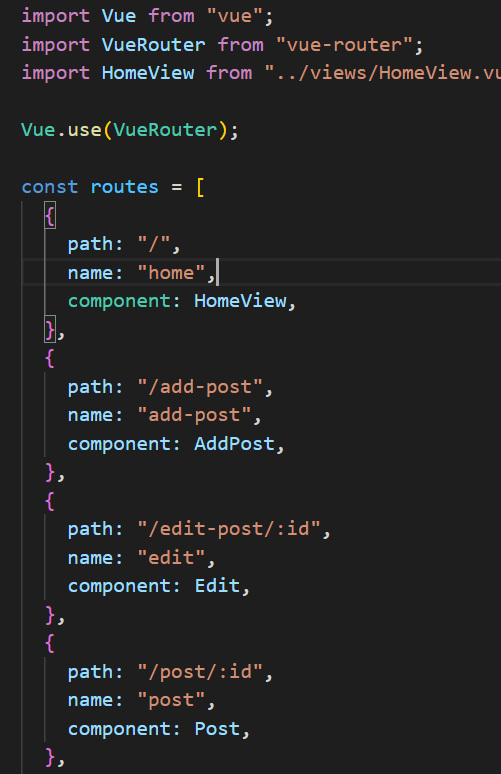 import Vue from "vue";
import VueRouter from "vue-router";
import HomeView from "../views/HomeView.vu

Vue.use(VueRouter);

const routes = [
  {
    path: "/",
    name: "home",
    component: HomeView,
  },
  {
    path: "/add-post",
    name: "add-post",
    component: AddPost,
  },
  {
    path: "/edit-post/:id",
    name: "edit",
    component: Edit,
  },
  {
    path: "/post/:id",
    name: "post",
    component: Post,
  },